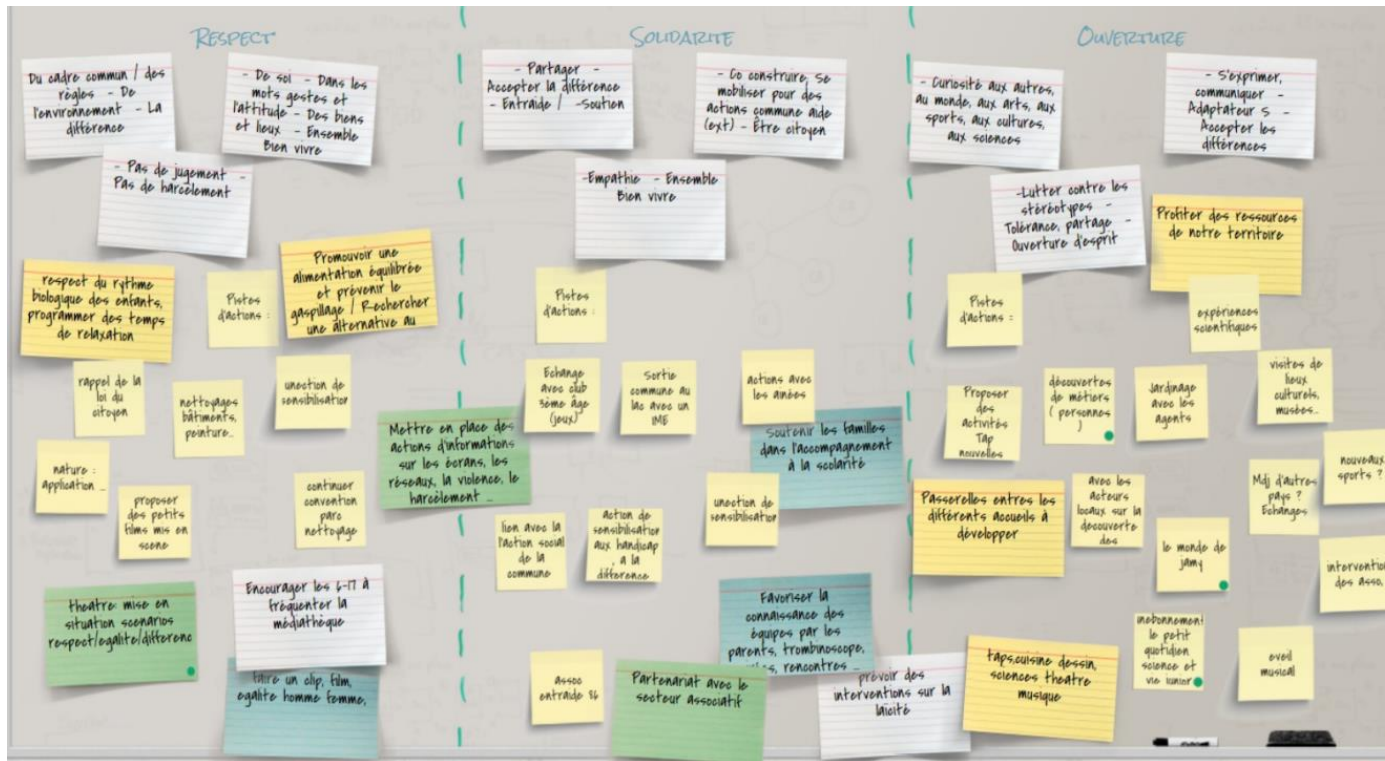 RESPECT
Du cadre commun / des
règles - De
l'environnement - La
différence
- De soi - Dans les
mots gestes et
l'attitude - Des biens
et lieux - Ensemble
Bien vivre
- Pas de jugement -
Pas de harcèlement
respect du rythme
biologique des enfants,
programmer des temps
de relaxation
Pistes
d'actions :
Promouvoir une
alimentation équilibrée
et prévenir le
gaspillage / Rechercher
une alternative au
rappel de la
loi du
citoyen
nettoyages
bâtiments,
peinture...
unection de
sensibilisation
nature :
application ...
proposer
des petits
films mis en
scene
continuer
convention
parc
nettoyage
theatre: mise en
situation scenarios
respect/egalite/differenc
Encourager les 6-17 à
fréquenter la
médiathèque
faire un clip, film,
egalite homme femme,
SOLIDARITE
- Partager -
Accepter la différence
- Entraide / -Soutien
- Co construire, Se
mobiliser pour des
actions commune aide
(ext) - Être citoyen
-Empathie - Ensemble
Bien vivre
Pistes
d'actions :
Echange
avec club
3ème âge
(jeux)
Sortie
commune au
lac avec un
IME
actions avec
les ainées
Mettre en place des
actions d'informations
sur les écrans, les
réseaux, la violence, le
harcèlement ...
Soutenir les familles
dans l'accompagnement
à la scolarité
lien avec la
l'action social
de la
commune
action de
sensibilisation
aux handicap
, a la
différence
unection de
sensibilisation
Favoriser la
connaissance des
équipes par les
parents, trombinoscope,
rencontres ...
assoc
entraide 86
Partenariat avec le
secteur associatif
prévoir des
interventions sur la
laïcité
OUVERTURE
- Curiosité aux autres,
au monde, aux arts, aux
sports, aux cultures,
aux sciences
- S'exprimer,
communiquer -
Adaptateur S -
Accepter les
différences
-Lutter contre les
stéréotypes -
Tolérance, partage -
Ouverture d'esprit
Profiter des ressources
de notre territoire
Pistes
d'actions :
expériences
scientifiques
Proposer
des
activités
Tap
nouvelles
découvertes
de métiers
( personnes
)
Jardinage
avec les
agents
visites de
lieux
culturels,
musées...
Passerelles entres les
différents accueils à
développer
avec les
acteurs
locaux sur la
découverte
des
le monde de
jamy
Mdj d'autres
pays ?
Echanges
nouveaux
sports ?
intervention
des asso,
taps,cuisine dessin,
sciences theatre
musique
inebonnement
le petit
quotidien
science et
vie junior
eveil
musical